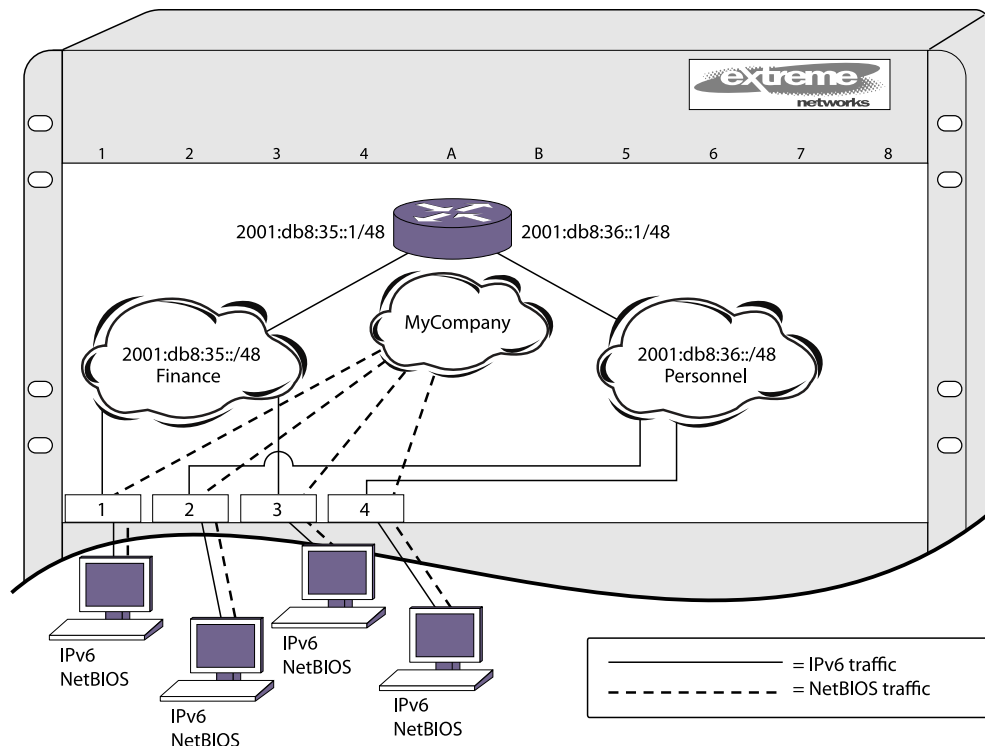 extreme
networks
1 2 3 4 A B 5 6 7 8
2001:db8:35::1/48
2001:db8:36::1/48
MyCompany
2001:db8:35::/48
Finance
2001:db8:36::/48
Personnel
1 2 3 4
IPv6
NetBIOS
IPv6
NetBIOS
IPv6
NetBIOS
IPv6
NetBIOS
= IPv6 traffic
= NetBIOS traffic